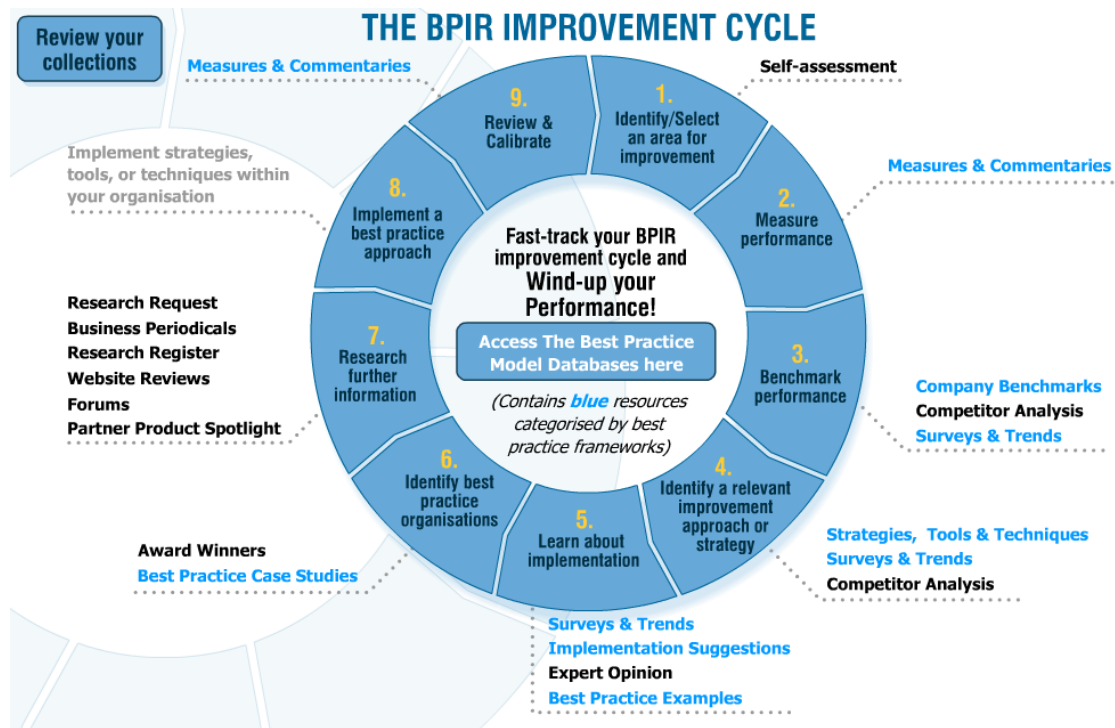 Review your
collections
THE BPIR IMPROVEMENT CYCLE
Measures & Commentaries
Self-assessment
9.
Review &
Calibrate
1.
Identify/Select
an area for
improvement
Implement strategies,
tools, or techniques within
your organisation
8.
Implement a
best practice
approach
2.
Measure
performance
Measures & Commentaries
Fast-track your BPIR
improvement cycle and
Wind-up your
Performance!
Access The Best Practice
Model Databases here
(Contains blue resources
categorised by best
practice frameworks)
Research Request
Business Periodicals
Research Register
Website Reviews
Forums
Partner Product Spotlight
7.
Research
further
information
3.
Benchmark
performance
Company Benchmarks
Competitor Analysis
Surveys & Trends
6.
Identify best
practice
organisations
4.
Identify a relevant
improvement
approach or
strategy
5.
Learn about
implementation
Award Winners
Best Practice Case Studies
Strategies, Tools & Techniques
Surveys & Trends
Competitor Analysis
Surveys & Trends
Implementation Suggestions
Expert Opinion
Best Practice Examples